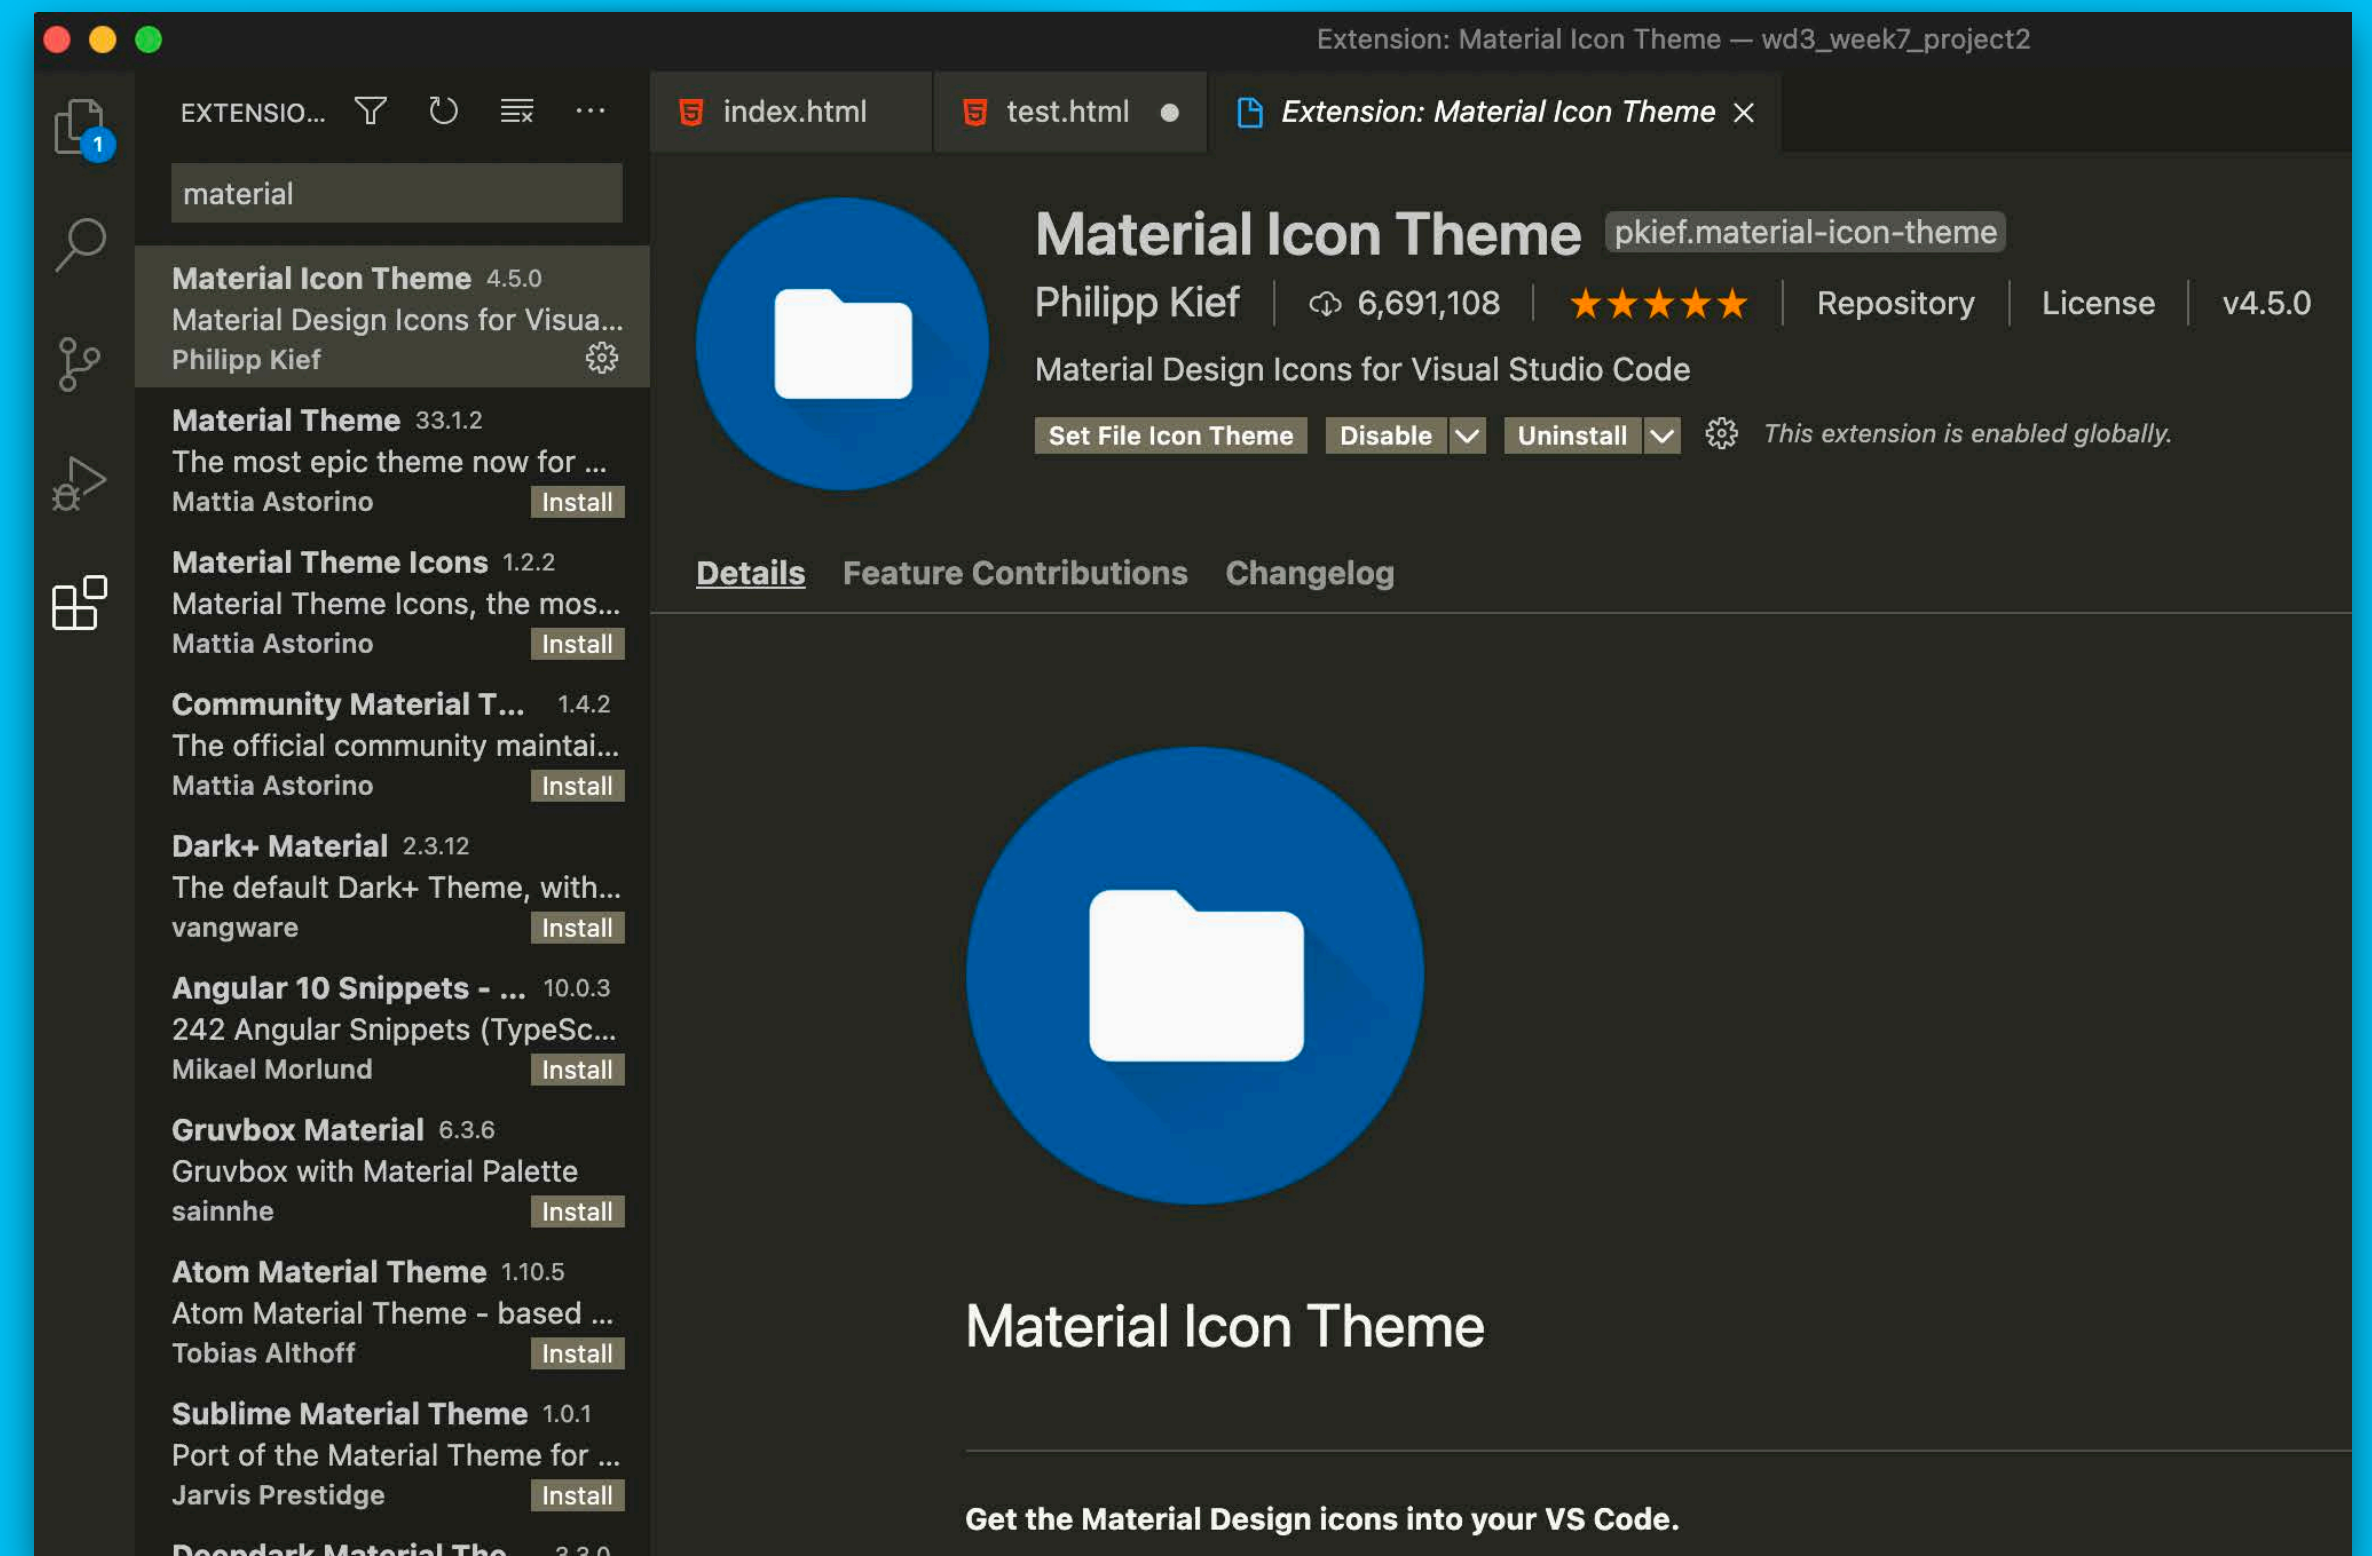 Extension: Material Icon Theme — wd3_week7_project2
EXTENSIO...
index.html
test.html
Extension: Material Icon Theme
1
material
Material Icon Theme 4.5.0
Material Design Icons for Visua...
Philipp Kief
Material Theme 33.1.2
The most epic theme now for ...
Mattia Astorino Install
Material Theme Icons 1.2.2
Material Theme Icons, the mos...
Mattia Astorino Install
Community Material T... 1.4.2
The official community maintai...
Mattia Astorino Install
Dark+ Material 2.3.12
The default Dark+ Theme, with...
vangware Install
Angular 10 Snippets - ... 10.0.3
242 Angular Snippets (TypeSc...
Mikael Morlund Install
Gruvbox Material 6.3.6
Gruvbox with Material Palette
sainnhe Install
Atom Material Theme 1.10.5
Atom Material Theme - based ...
Tobias Althoff Install
Sublime Material Theme 1.0.1
Port of the Material Theme for ...
Jarvis Prestidge Install
Deepdark Material The... 3.3.0
Material Icon Theme pkief.material-icon-theme
Philipp Kief 6,691,108 Repository License v4.5.0
Material Design Icons for Visual Studio Code
Set File Icon Theme Disable Uninstall This extension is enabled globally.
Details Feature Contributions Changelog
Material Icon Theme
Get the Material Design icons into your VS Code.